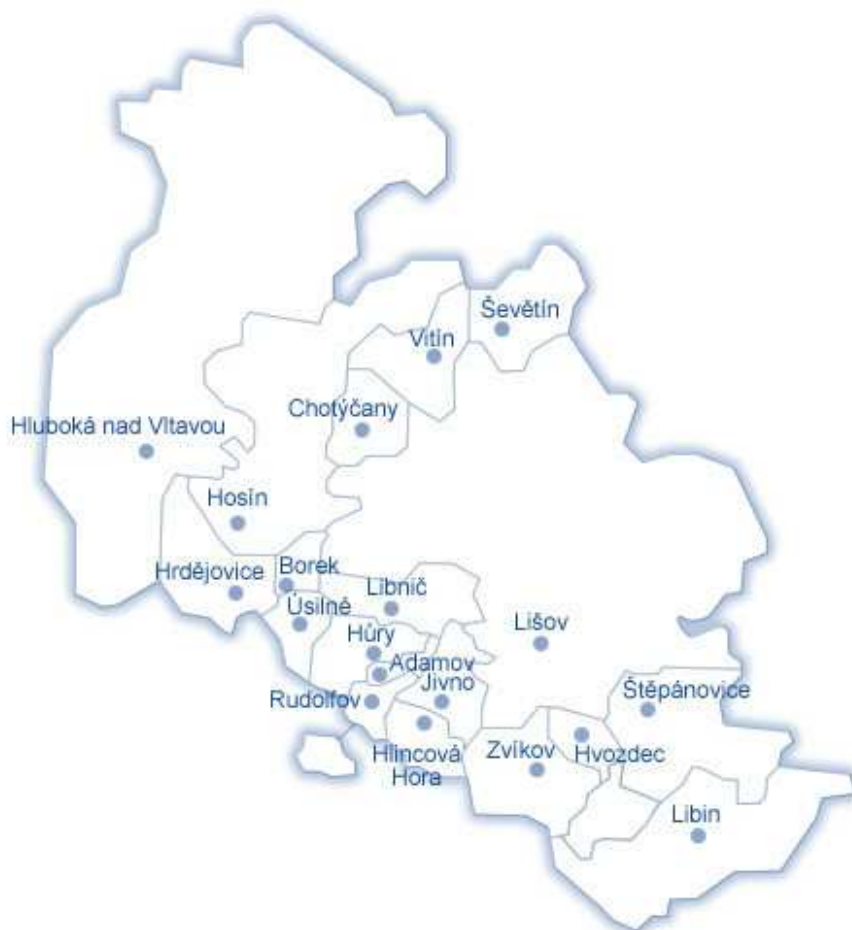 Ševětín
Vitín
Chotýčany
Hluboká nad Vltavou
Hosín
Borek
Hrdějovice
Libnič
Úsilné
Lišov
Hůry
Adamov
Jivno
Rudolfov
Štěpánovice
Hlincová
Hora
Zvíkov
Hvozdec
Libin